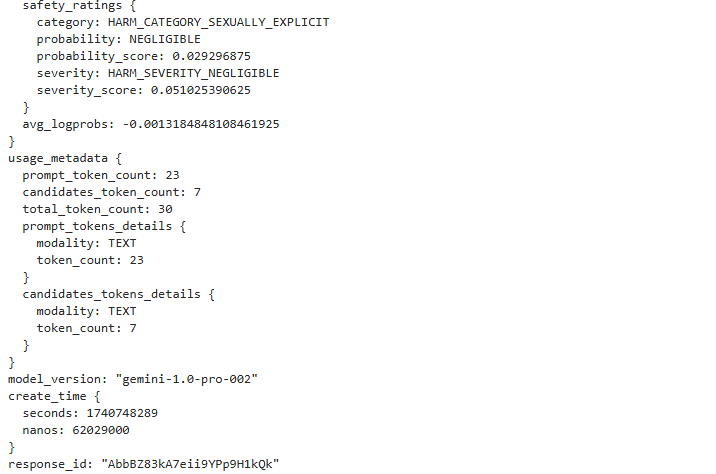 safety_ratings {
category: HARM_CATEGORY_SEXUALLY_EXPLICIT
probability: NEGLIGIBLE
probability_score: 0.029296875
severity: HARM_SEVERITY_NEGLIGIBLE
severity_score: 0.051025390625
}
avg_logprobs: -0.0013184848108461925
}
usage_metadata {
prompt_token_count: 23
candidates_token_count: 7
total_token_count: 30
prompt_tokens_details {
modality: TEXT
token_count: 23
}
candidates_tokens_details {
modality: TEXT
token_count: 7
}
}
model_version: "gemini-1.0-pro-002"
create_time {
seconds: 1740748289
nanos: 62029000
}
response_id: "AbbBZ83kA7eii9YPp9H1kQk"